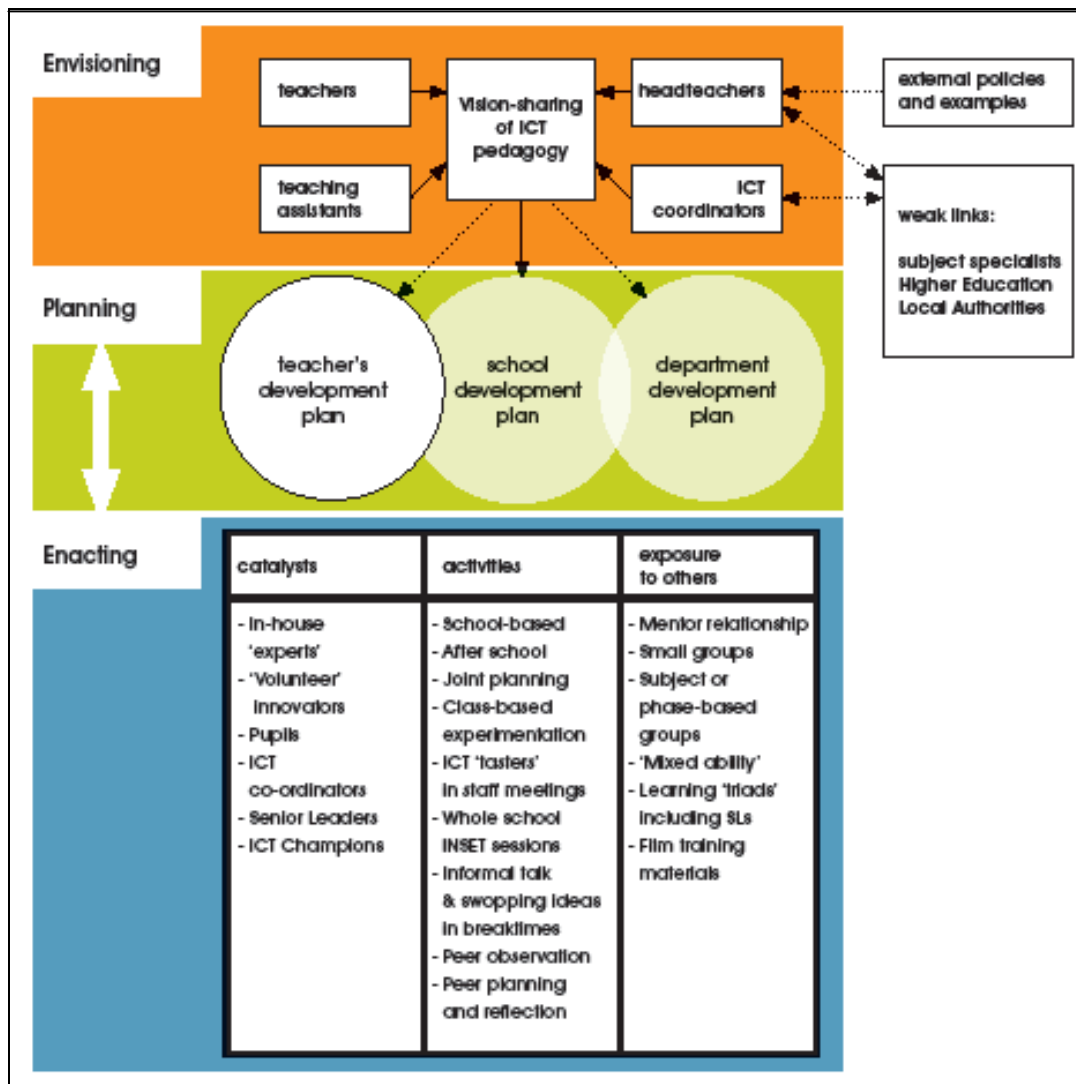 Envisioning
teachers
Vision-sharing
of ICT
pedagogy
headteachers
external policies
and examples
teaching
assistants
ICT
coordinators
weak links:
subject specialists
Higher Education
Local Authorities
Planning
teacher's
development
plan
school
development
plan
department
development
plan
Enacting
catalysts
- In-house
'experts'
- 'Volunteer'
innovators
- Pupils
- ICT
co-ordinators
- Senior Leaders
- ICT Champions
activities
- School-based
- After school
- Joint planning
- Class-based
experimentation
- ICT 'tasters'
in staff meetings
- Whole school
INSET sessions
- Informal talk
& swopping ideas
in breaktimes
- Peer observation
- Peer planning
and reflection
exposure
to others
- Mentor relationship
- Small groups
- Subject or
phase-based
groups
- 'Mixed ability'
- Learning 'triads'
including SLs
- Film training
materials